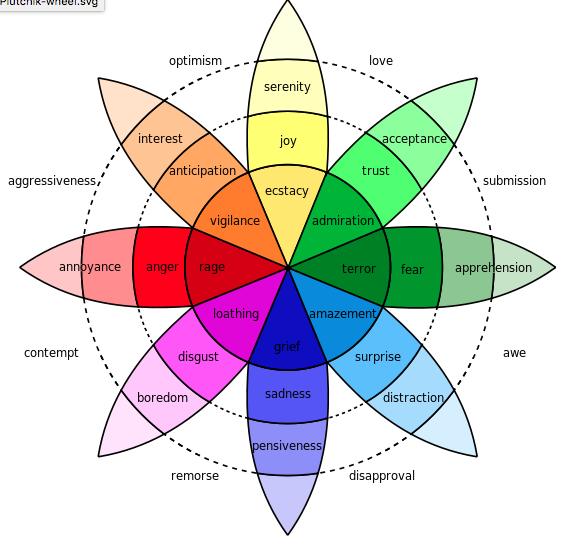 Plutchik-wheel.svg
optimism
love
serenity
interest
joy
acceptance
anticipation
trust
aggressiveness
ecstacy
submission
vigilance
admiration
annoyance
anger
rage
terror
fear
apprehension
loathing
amazement
contempt
disgust
grief
surprise
awe
boredom
sadness
distraction
pensiveness
remorse
disapproval